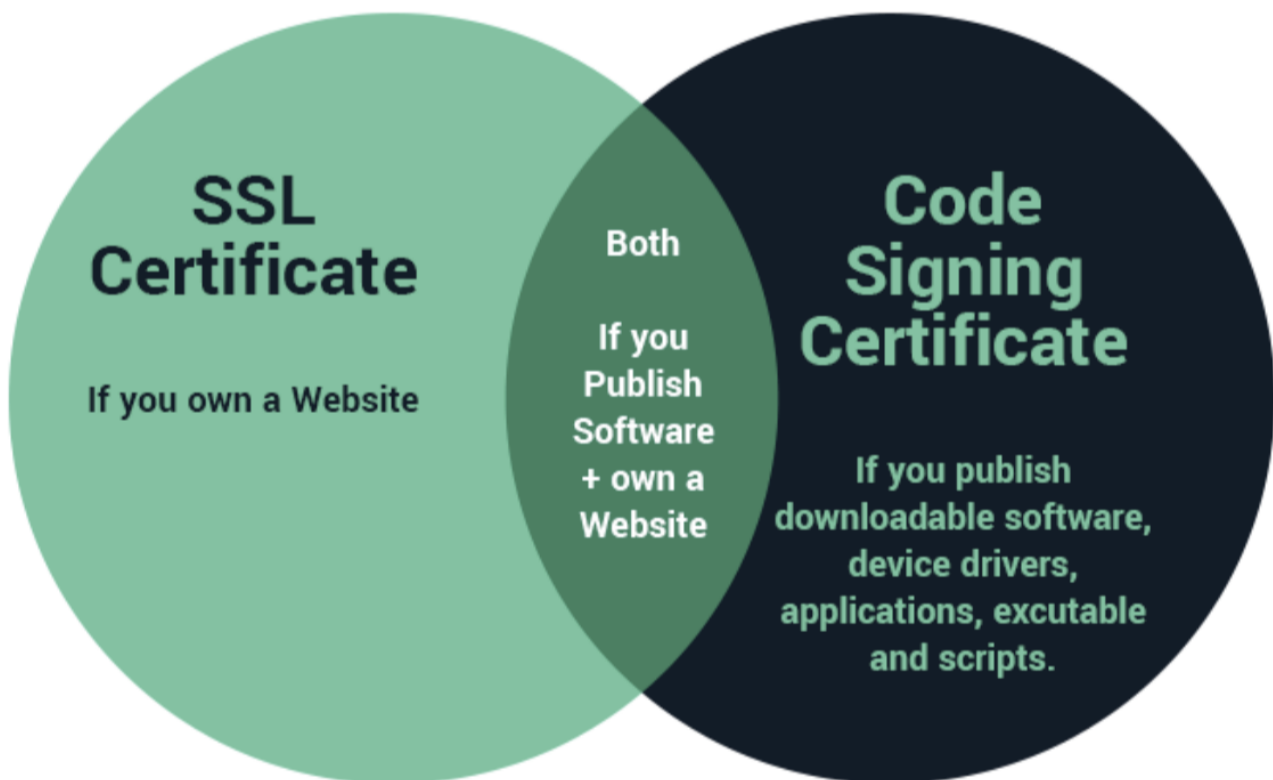 SSL
Certificate
If you own a Website
Both
If you
Publish
Software
+ own a
Website
Code
Signing
Certificate
If you publish
downloadable software,
device drivers,
applications, excutable
and scripts.